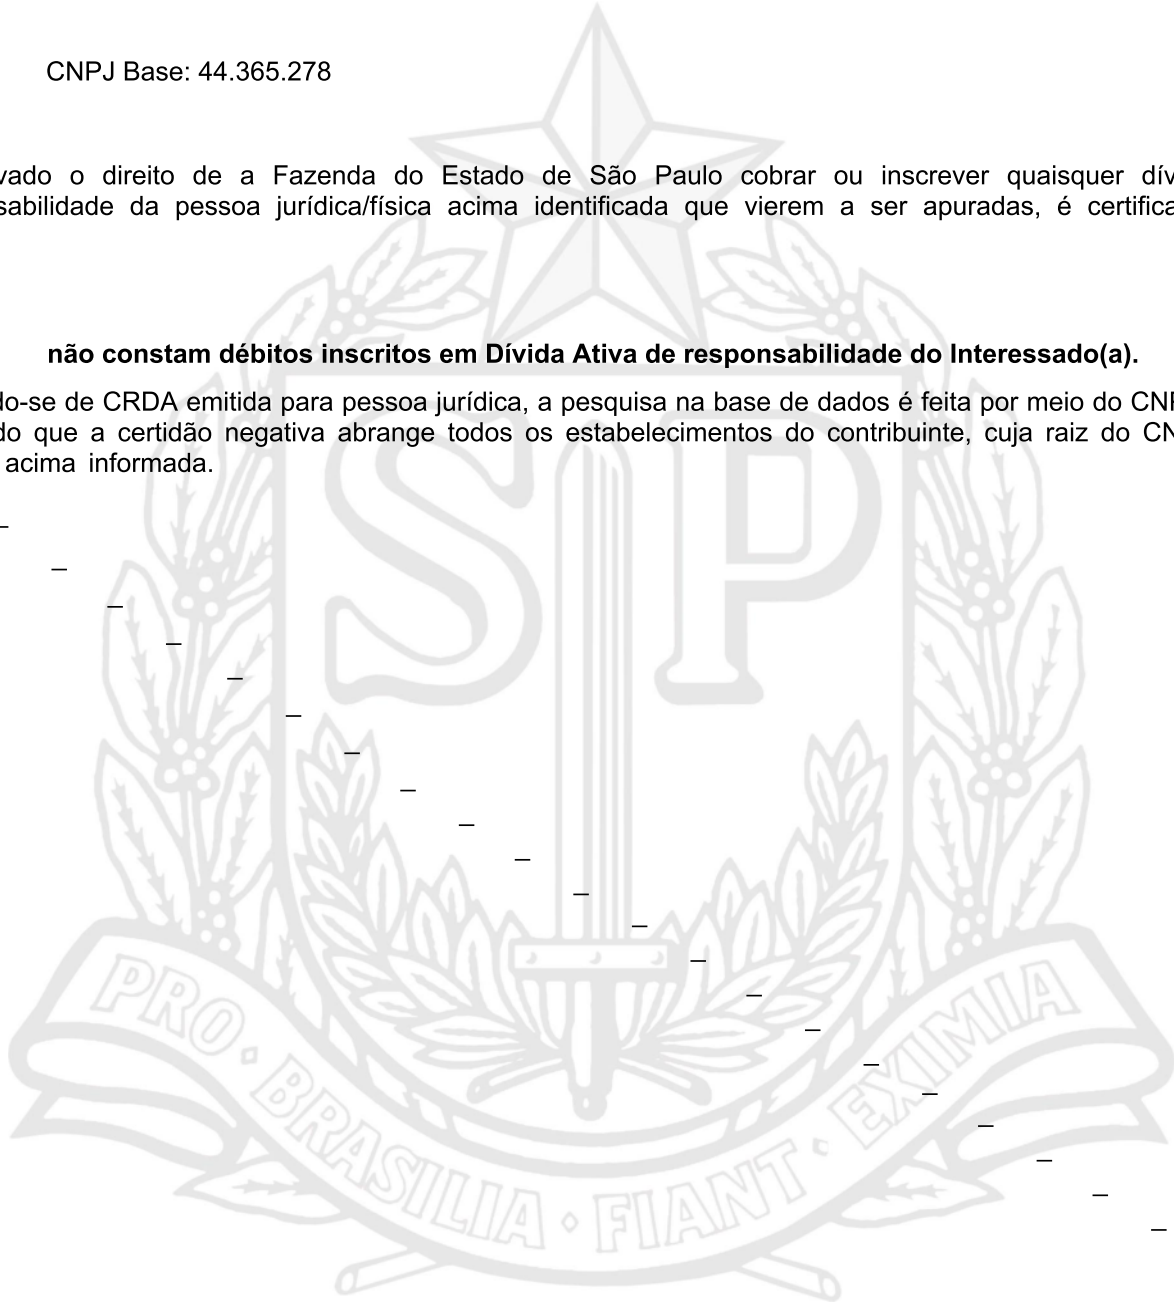 CNPJ Base: 44.365.278
vado o direito de a Fazenda do Estado de São Paulo cobrar ou inscrever quaisquer dív
sabilidade da pessoa jurídica/física acima identificada que vierem a ser apuradas, é certifica
não constam débitos inscritos em Dívida Ativa de responsabilidade do Interessado(a).
do-se de CRDA emitida para pessoa jurídica, a pesquisa na base de dados é feita por meio do CNP
do que a certidão negativa abrange todos os estabelecimentos do contribuinte, cuja raiz do CN
acima informada.
SP
PRO • BRASILIA • FIANT • EXIMIA